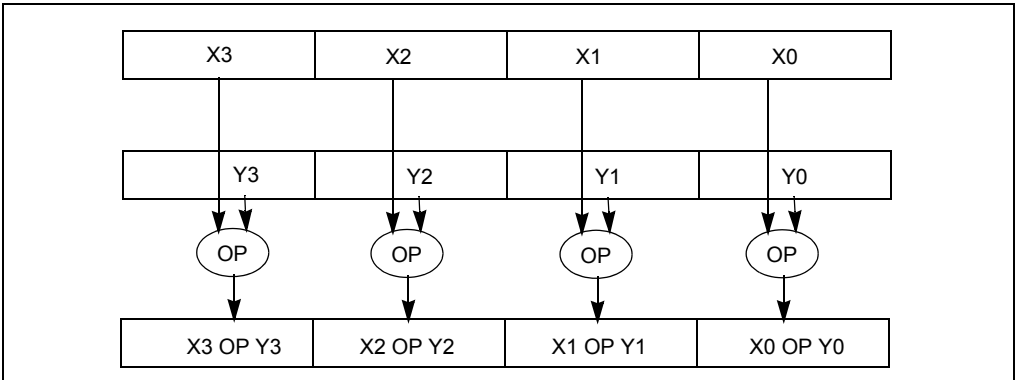 X3 X2 X1 X0
Y3 Y2 Y1 Y0
OP OP OP OP
X3 OP Y3 X2 OP Y2 X1 OP Y1 X0 OP Y0